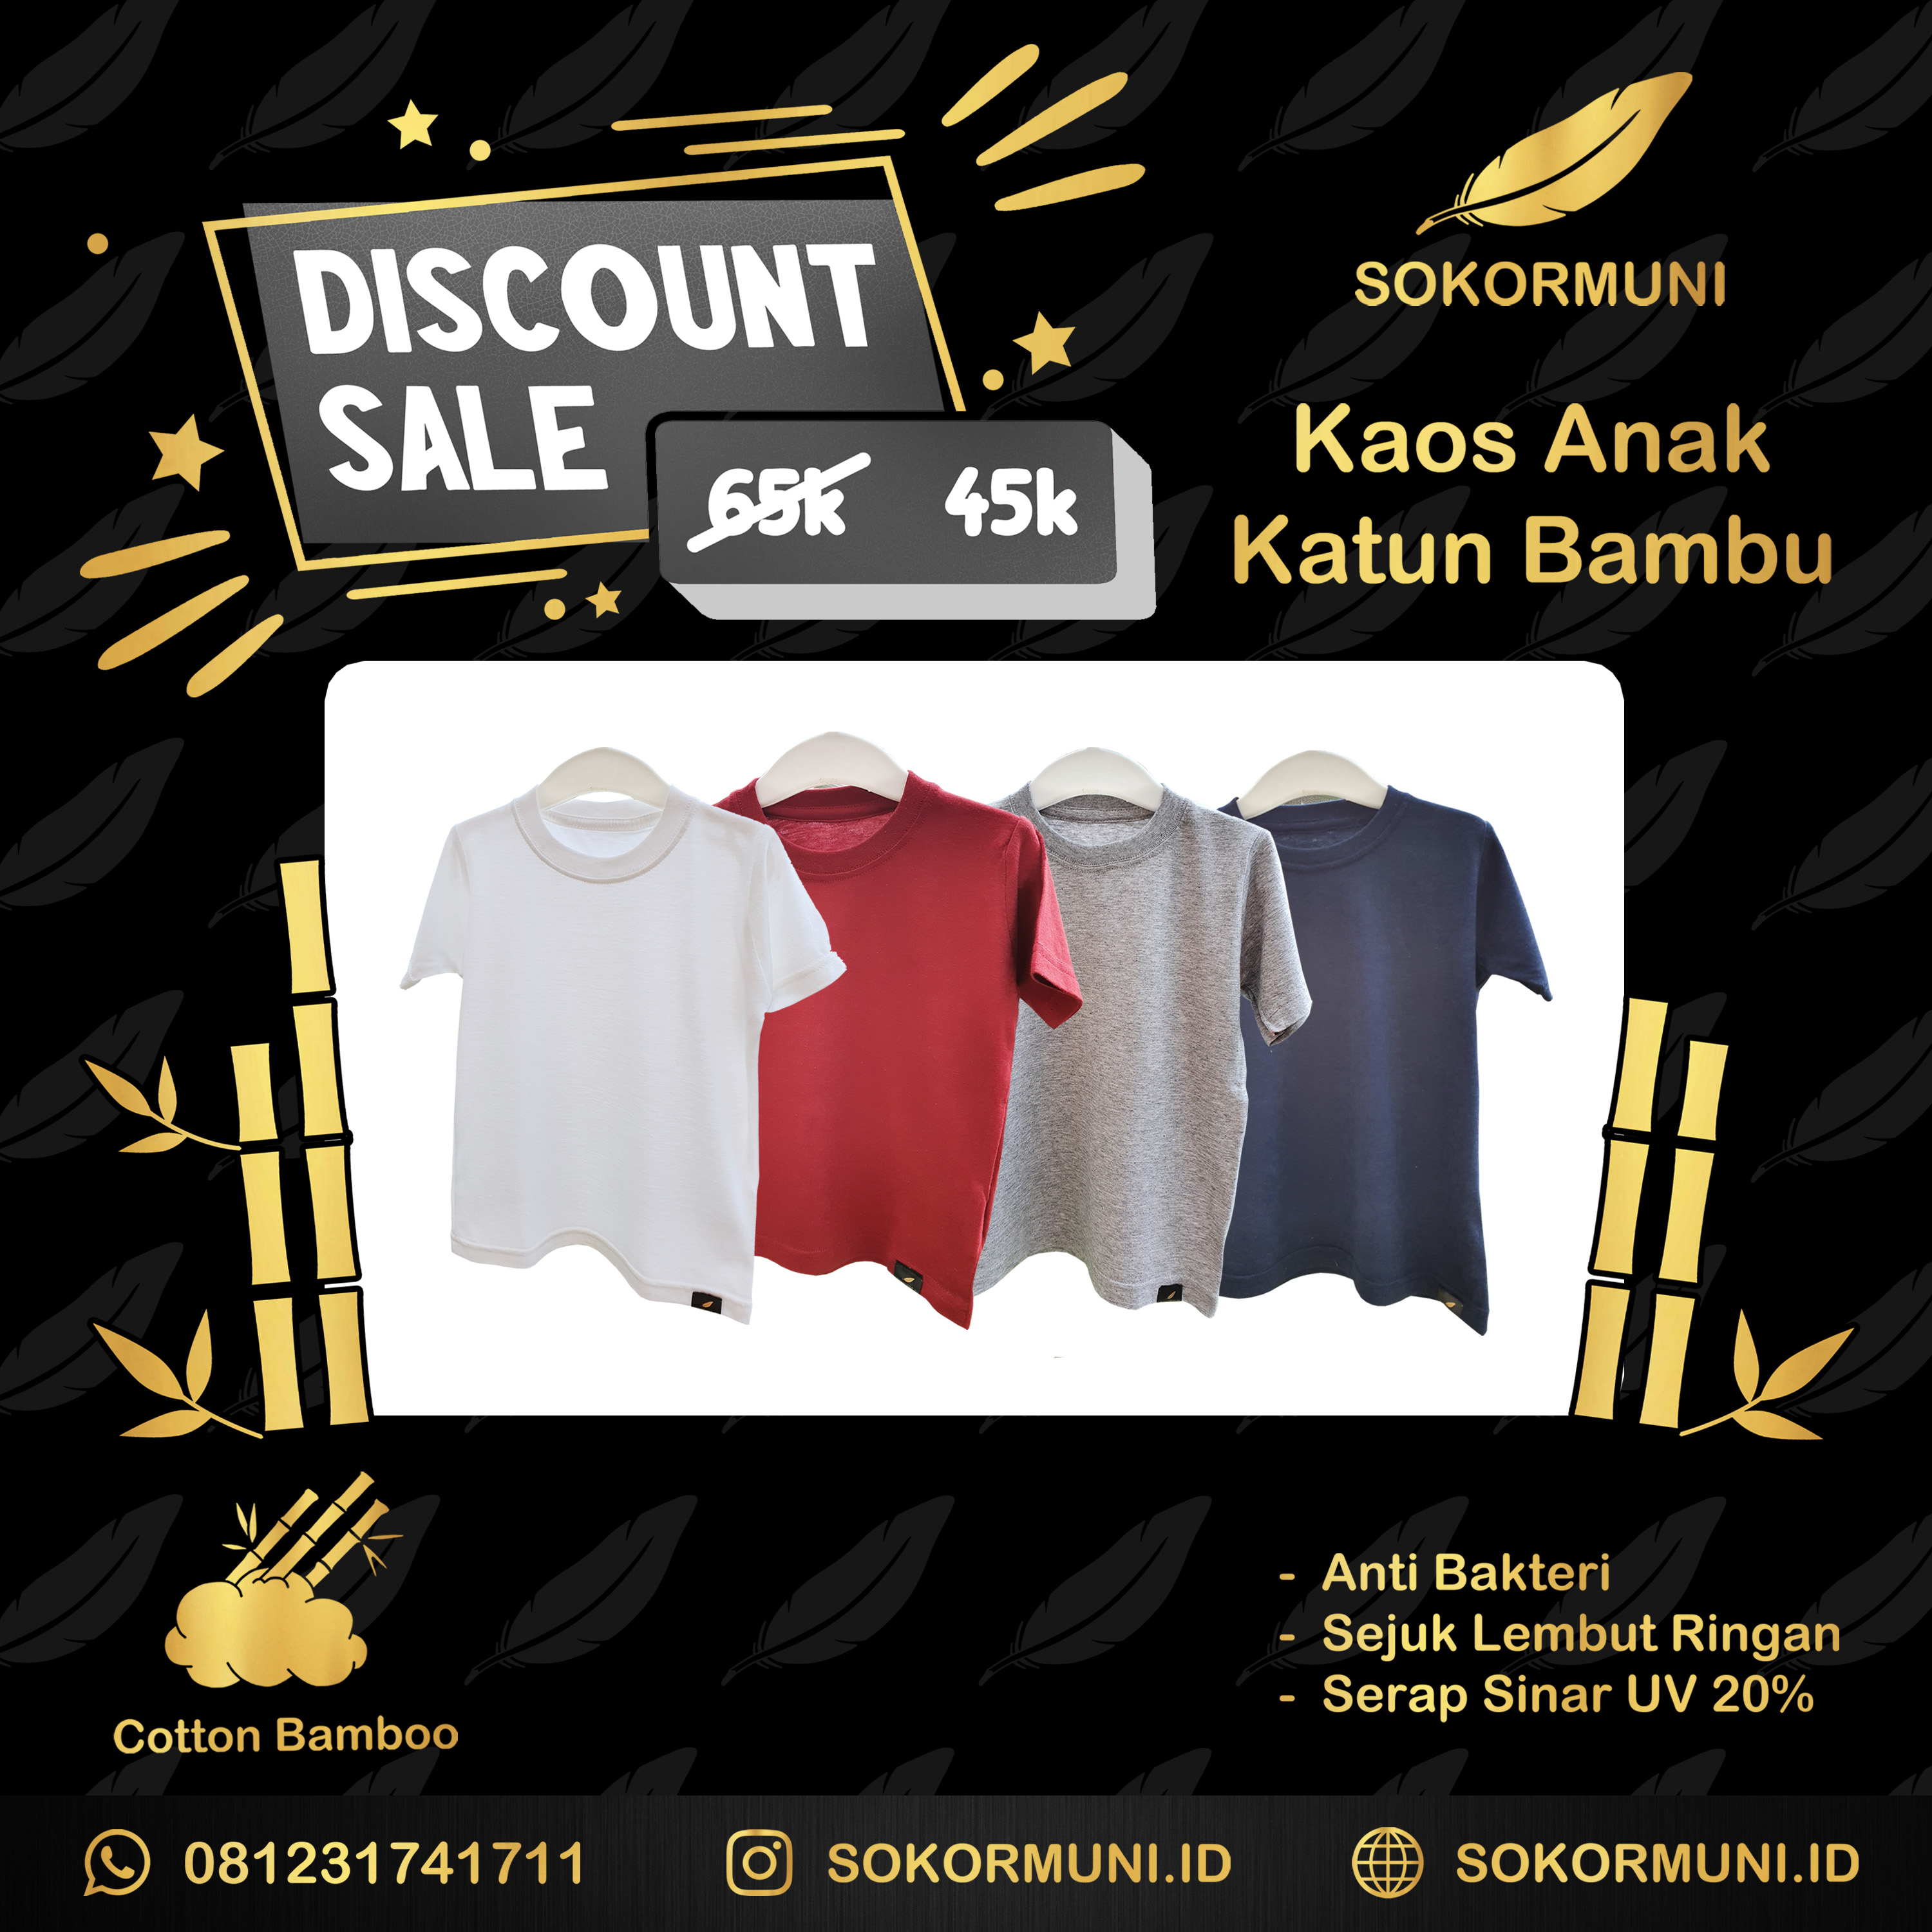 DISCOUNT
SALE
65k 45k
SOKORMUNI
Kaos Anak
Katun Bambu
Cotton Bamboo
- Anti Bakteri
- Sejuk Lembut Ringan
- Serap Sinar UV 20%
081231741711
SOKORMUNI.ID
SOKORMUNI.ID